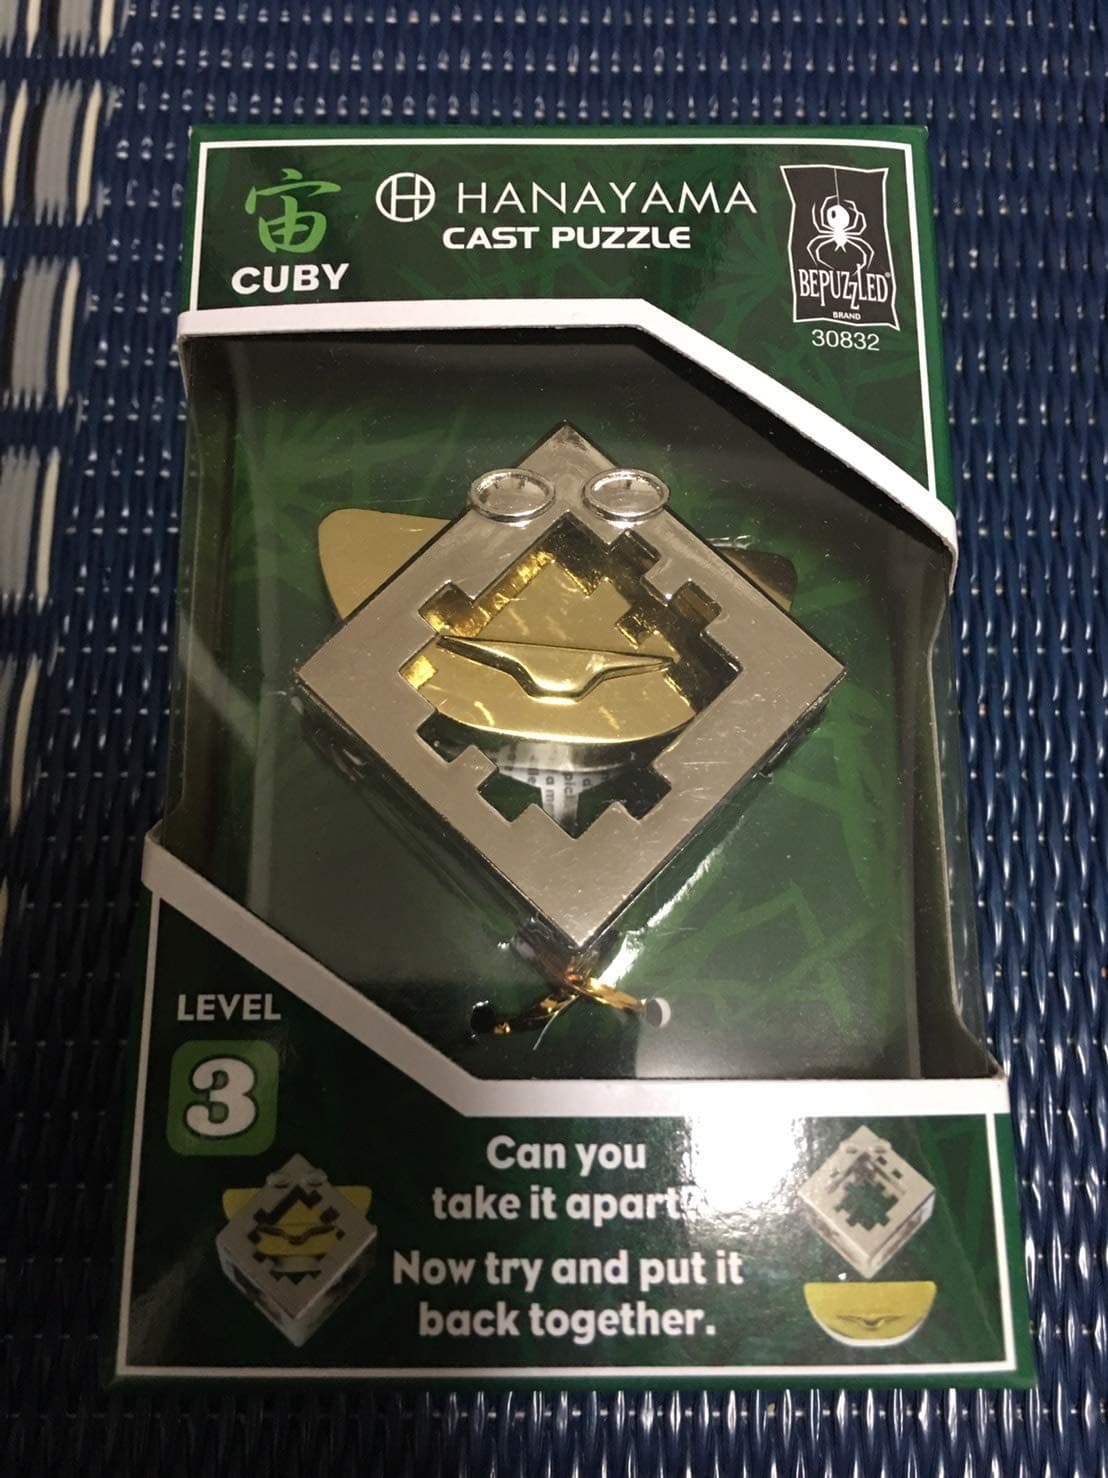 宙
CUBY
HANAYAMA
CAST PUZZLE
BEPUZZLED®
BRAND
30832
LEVEL
3
Can you
take it apart?
Now try and put it
back together.